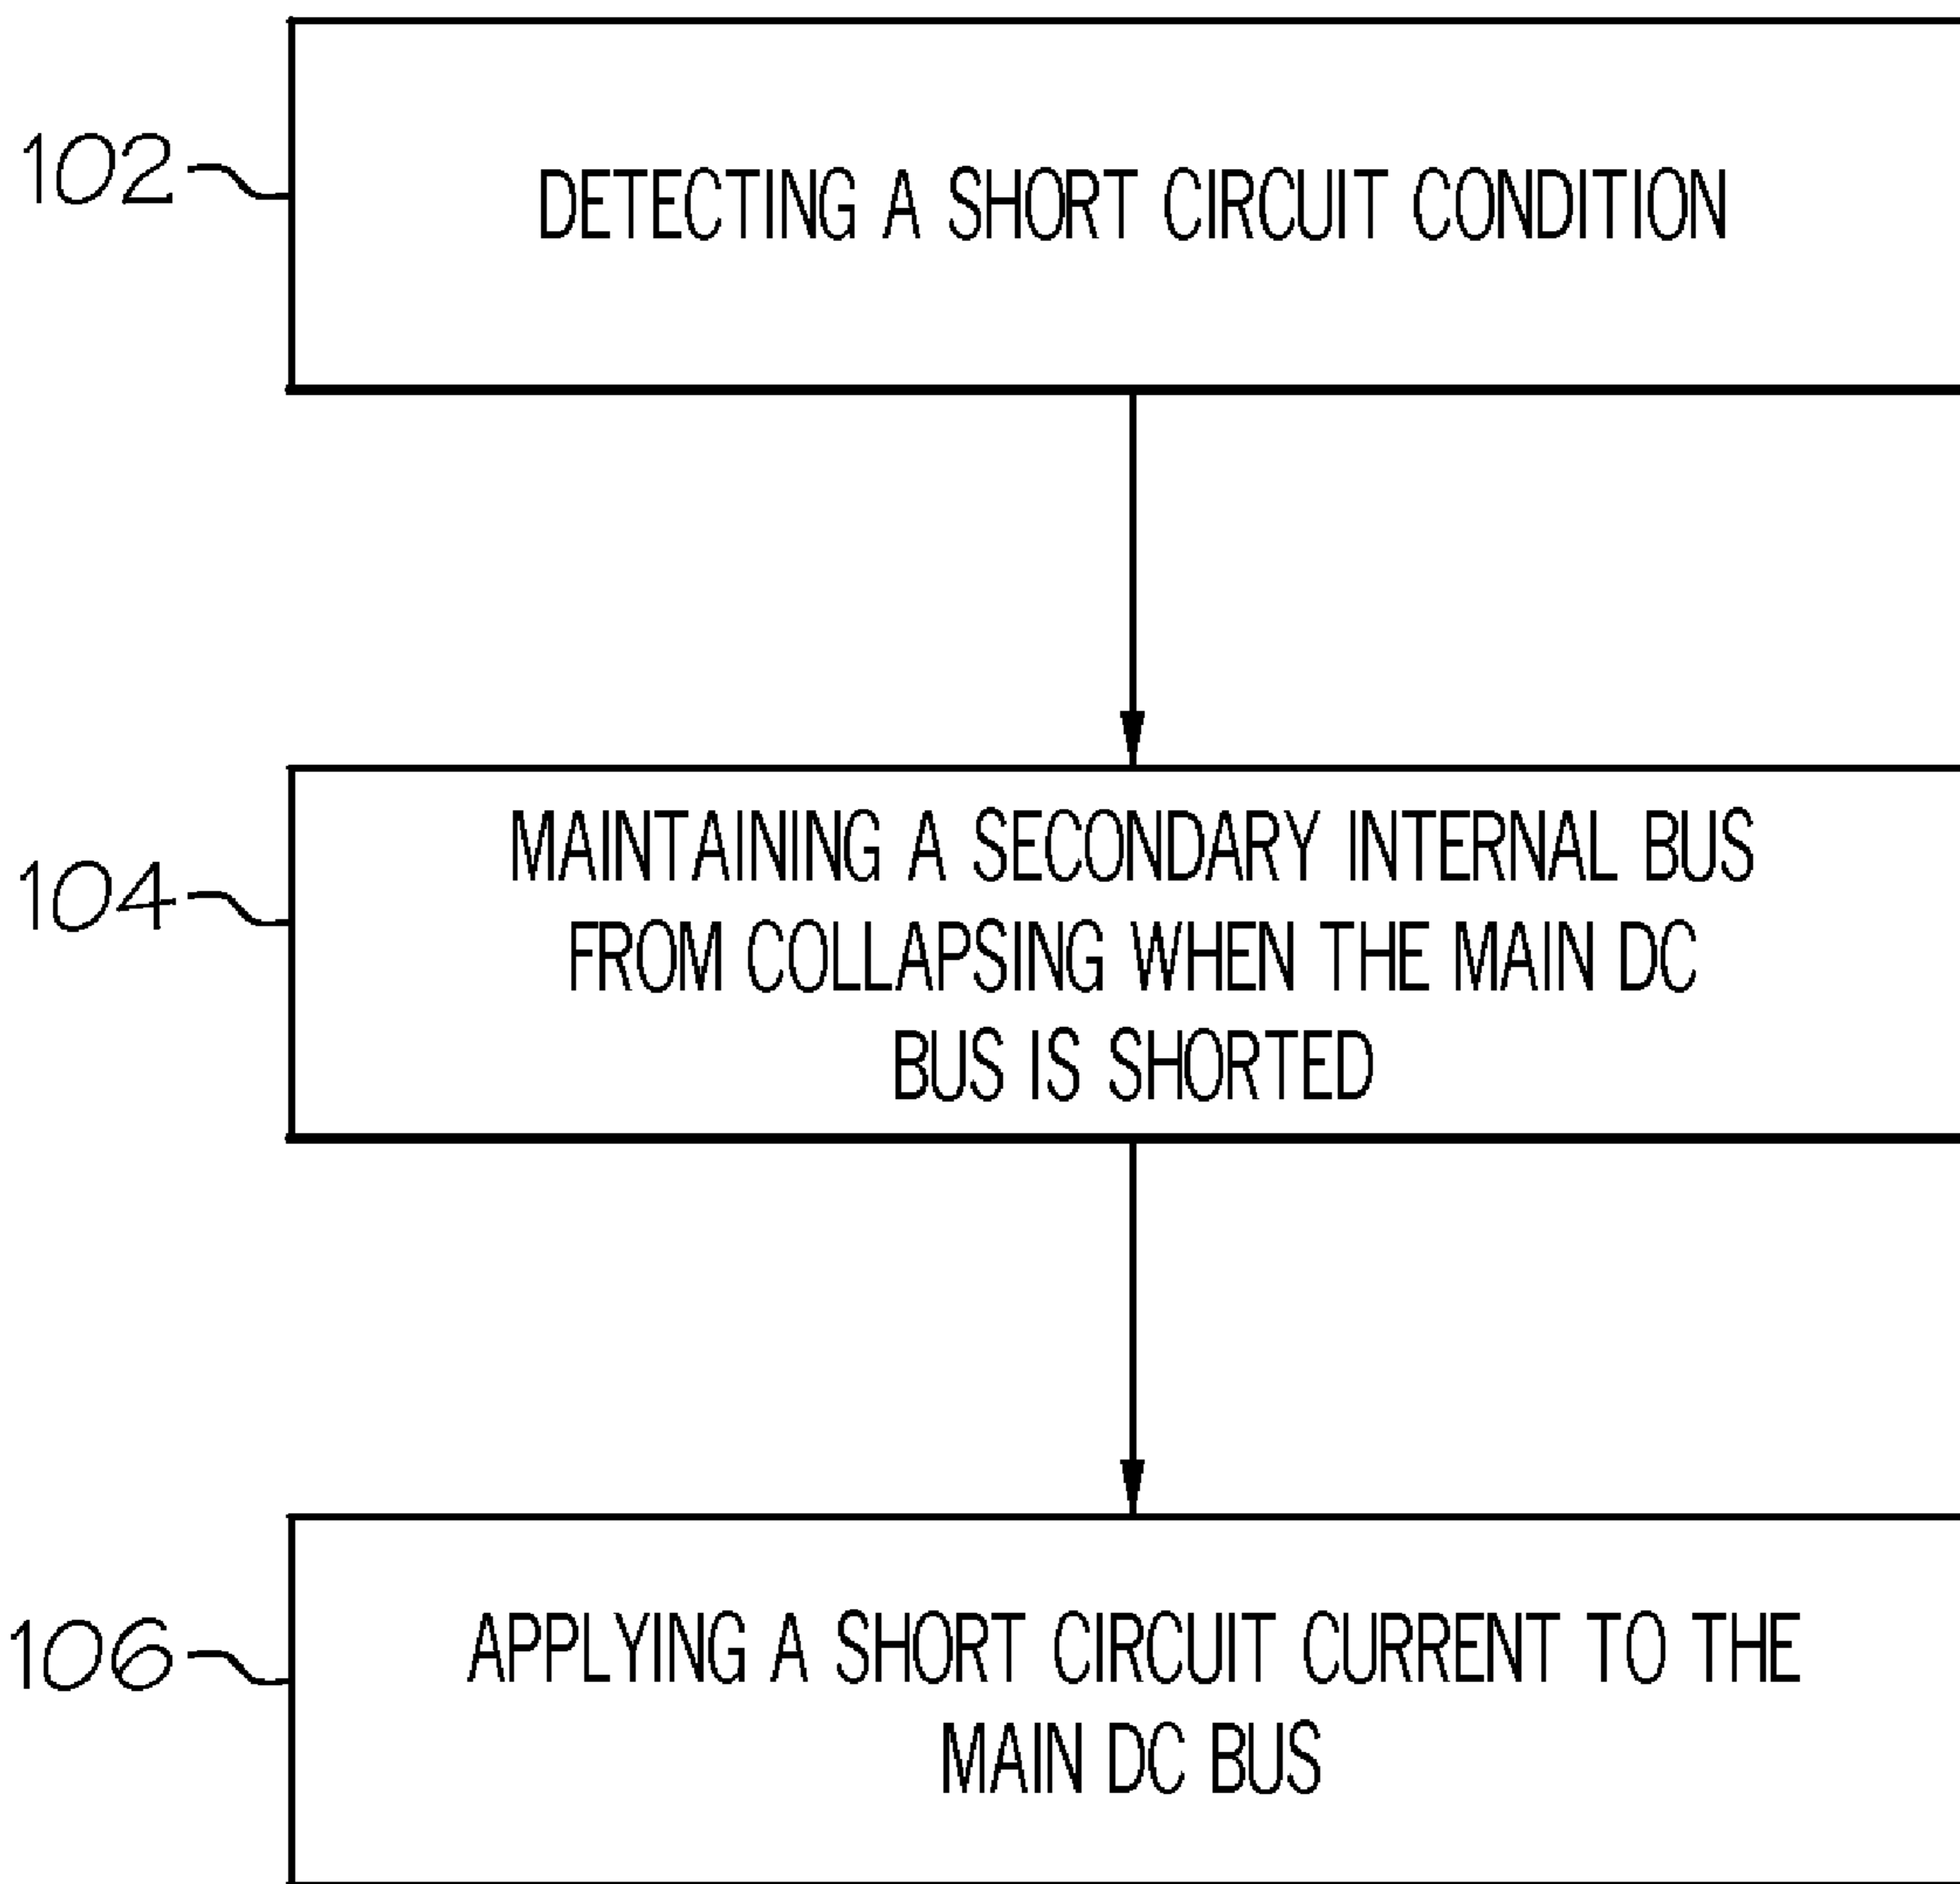 102
DETECTING A SHORT CIRCUIT CONDITION
104
MAINTAINING A SECONDARY INTERNAL BUS
FROM COLLAPSING WHEN THE MAIN DC
BUS IS SHORTED
106
APPLYING A SHORT CIRCUIT CURRENT TO THE
MAIN DC BUS